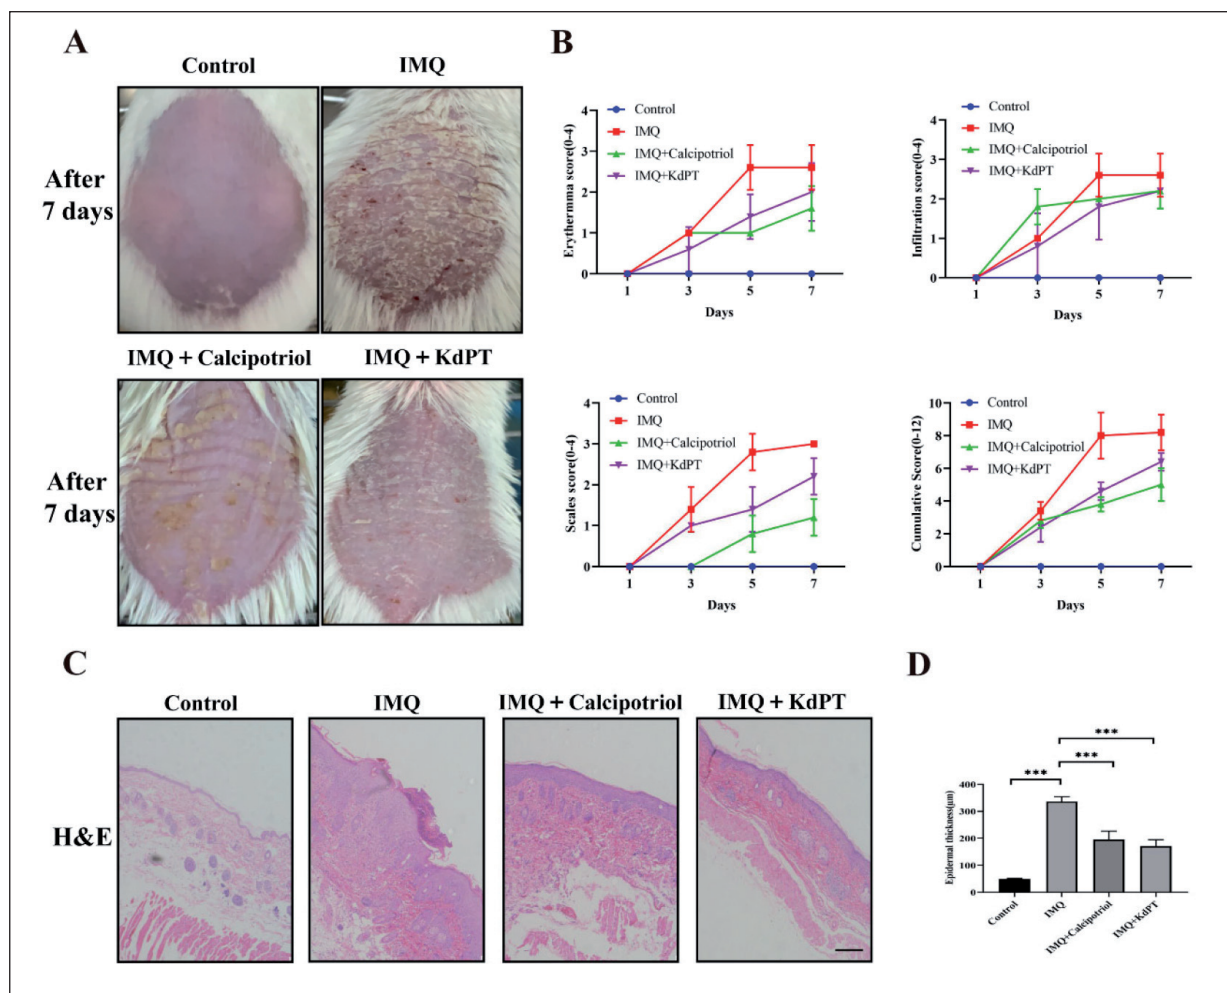 A
Control
IMQ
After
7 days
IMQ + Calcipotriol
IMQ + KdPT
After
7 days
B
Control
IMQ
IMQ+Calcipotriol
IMQ+KdPT
Erythermma score(0-4)
4
3
2
1
0
1 3 5 7
Days
Control
IMQ
IMQ+Calcipotriol
IMQ+KdPT
Infiltration score(0-4)
4
3
2
1
0
1 3 5 7
Days
Control
IMQ
IMQ+Calcipotriol
IMQ+KdPT
Scales score(0-4)
4
3
2
1
0
1 3 5 7
Days
Control
IMQ
IMQ+Calcipotriol
IMQ+KdPT
Cumulative Score(0-12)
10
8
6
4
2
0
1 3 5 7
Days
C
Control
IMQ
IMQ + Calcipotriol
IMQ + KdPT
H&E
D
***
***
***
Epidermal thickness(μm)
400
300
200
100
0
Control
IMQ
IMQ+Calcipotriol
IMQ+KdPT